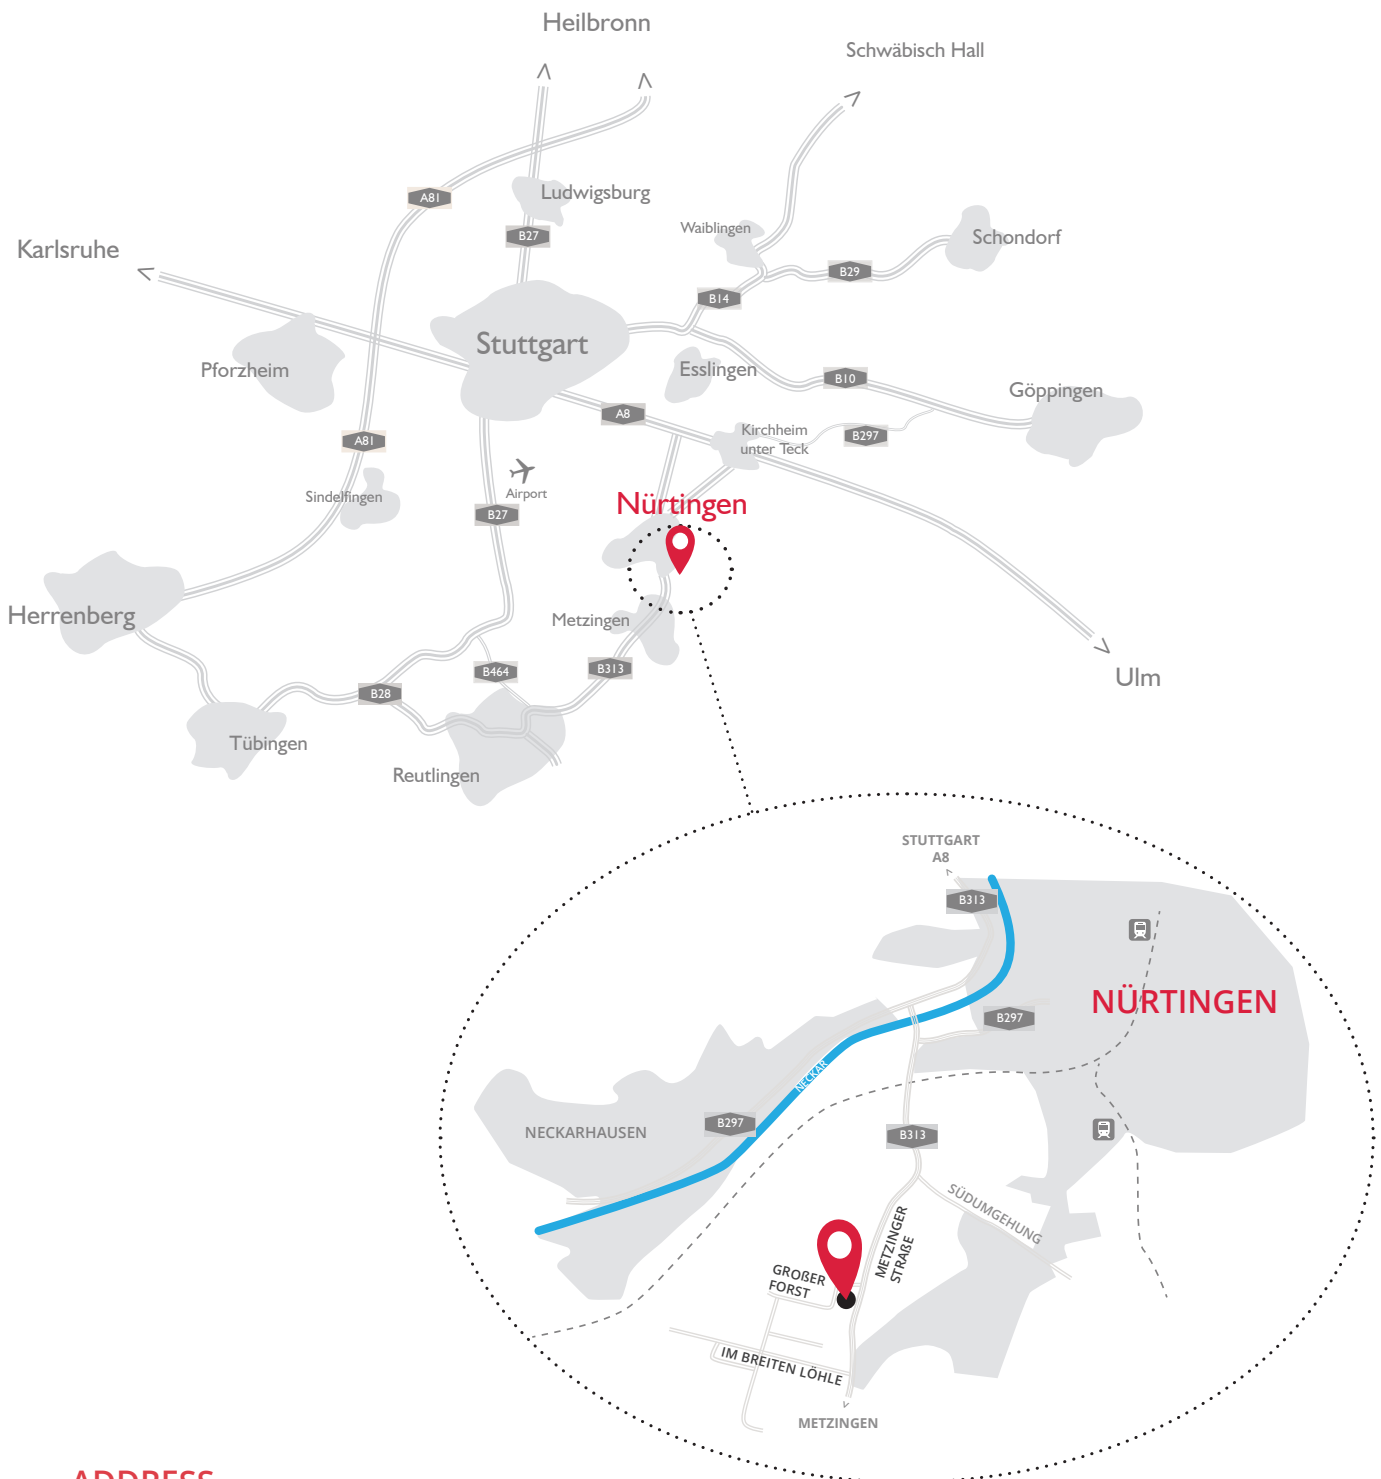 Heilbronn
Schwäbisch Hall
A81
Ludwigsburg
Waiblingen
B27
Schondorf
Karlsruhe
B29
B14
Stuttgart
Pforzheim
Esslingen
B10
Göppingen
A8
Kirchheim
unter Teck
B297
A81
Airport
Sindelfingen
Nürtingen
B27
Herrenberg
Metzingen
B464
B313
Ulm
B28
Tübingen
Reutlingen
STUTTGART
A8
B313
NÜRTINGEN
B297
NECKAR
B297
NECKARHAUSEN
B313
SÜDUMGEHUNG
METZINGER
STRAßE
GROßER
FORST
IM BREITEN LÖHLE
METZINGEN
ADDRESS